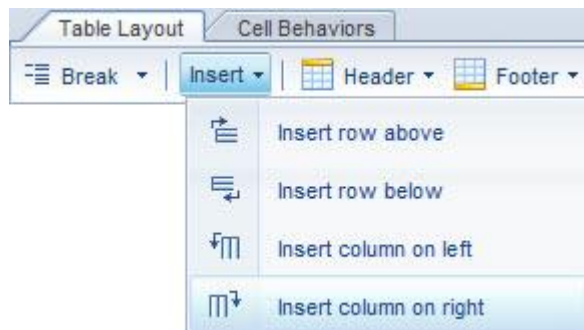 Table Layout Cell Behaviors
Break Insert Header Footer
Insert row above
Insert row below
Insert column on left
Insert column on right